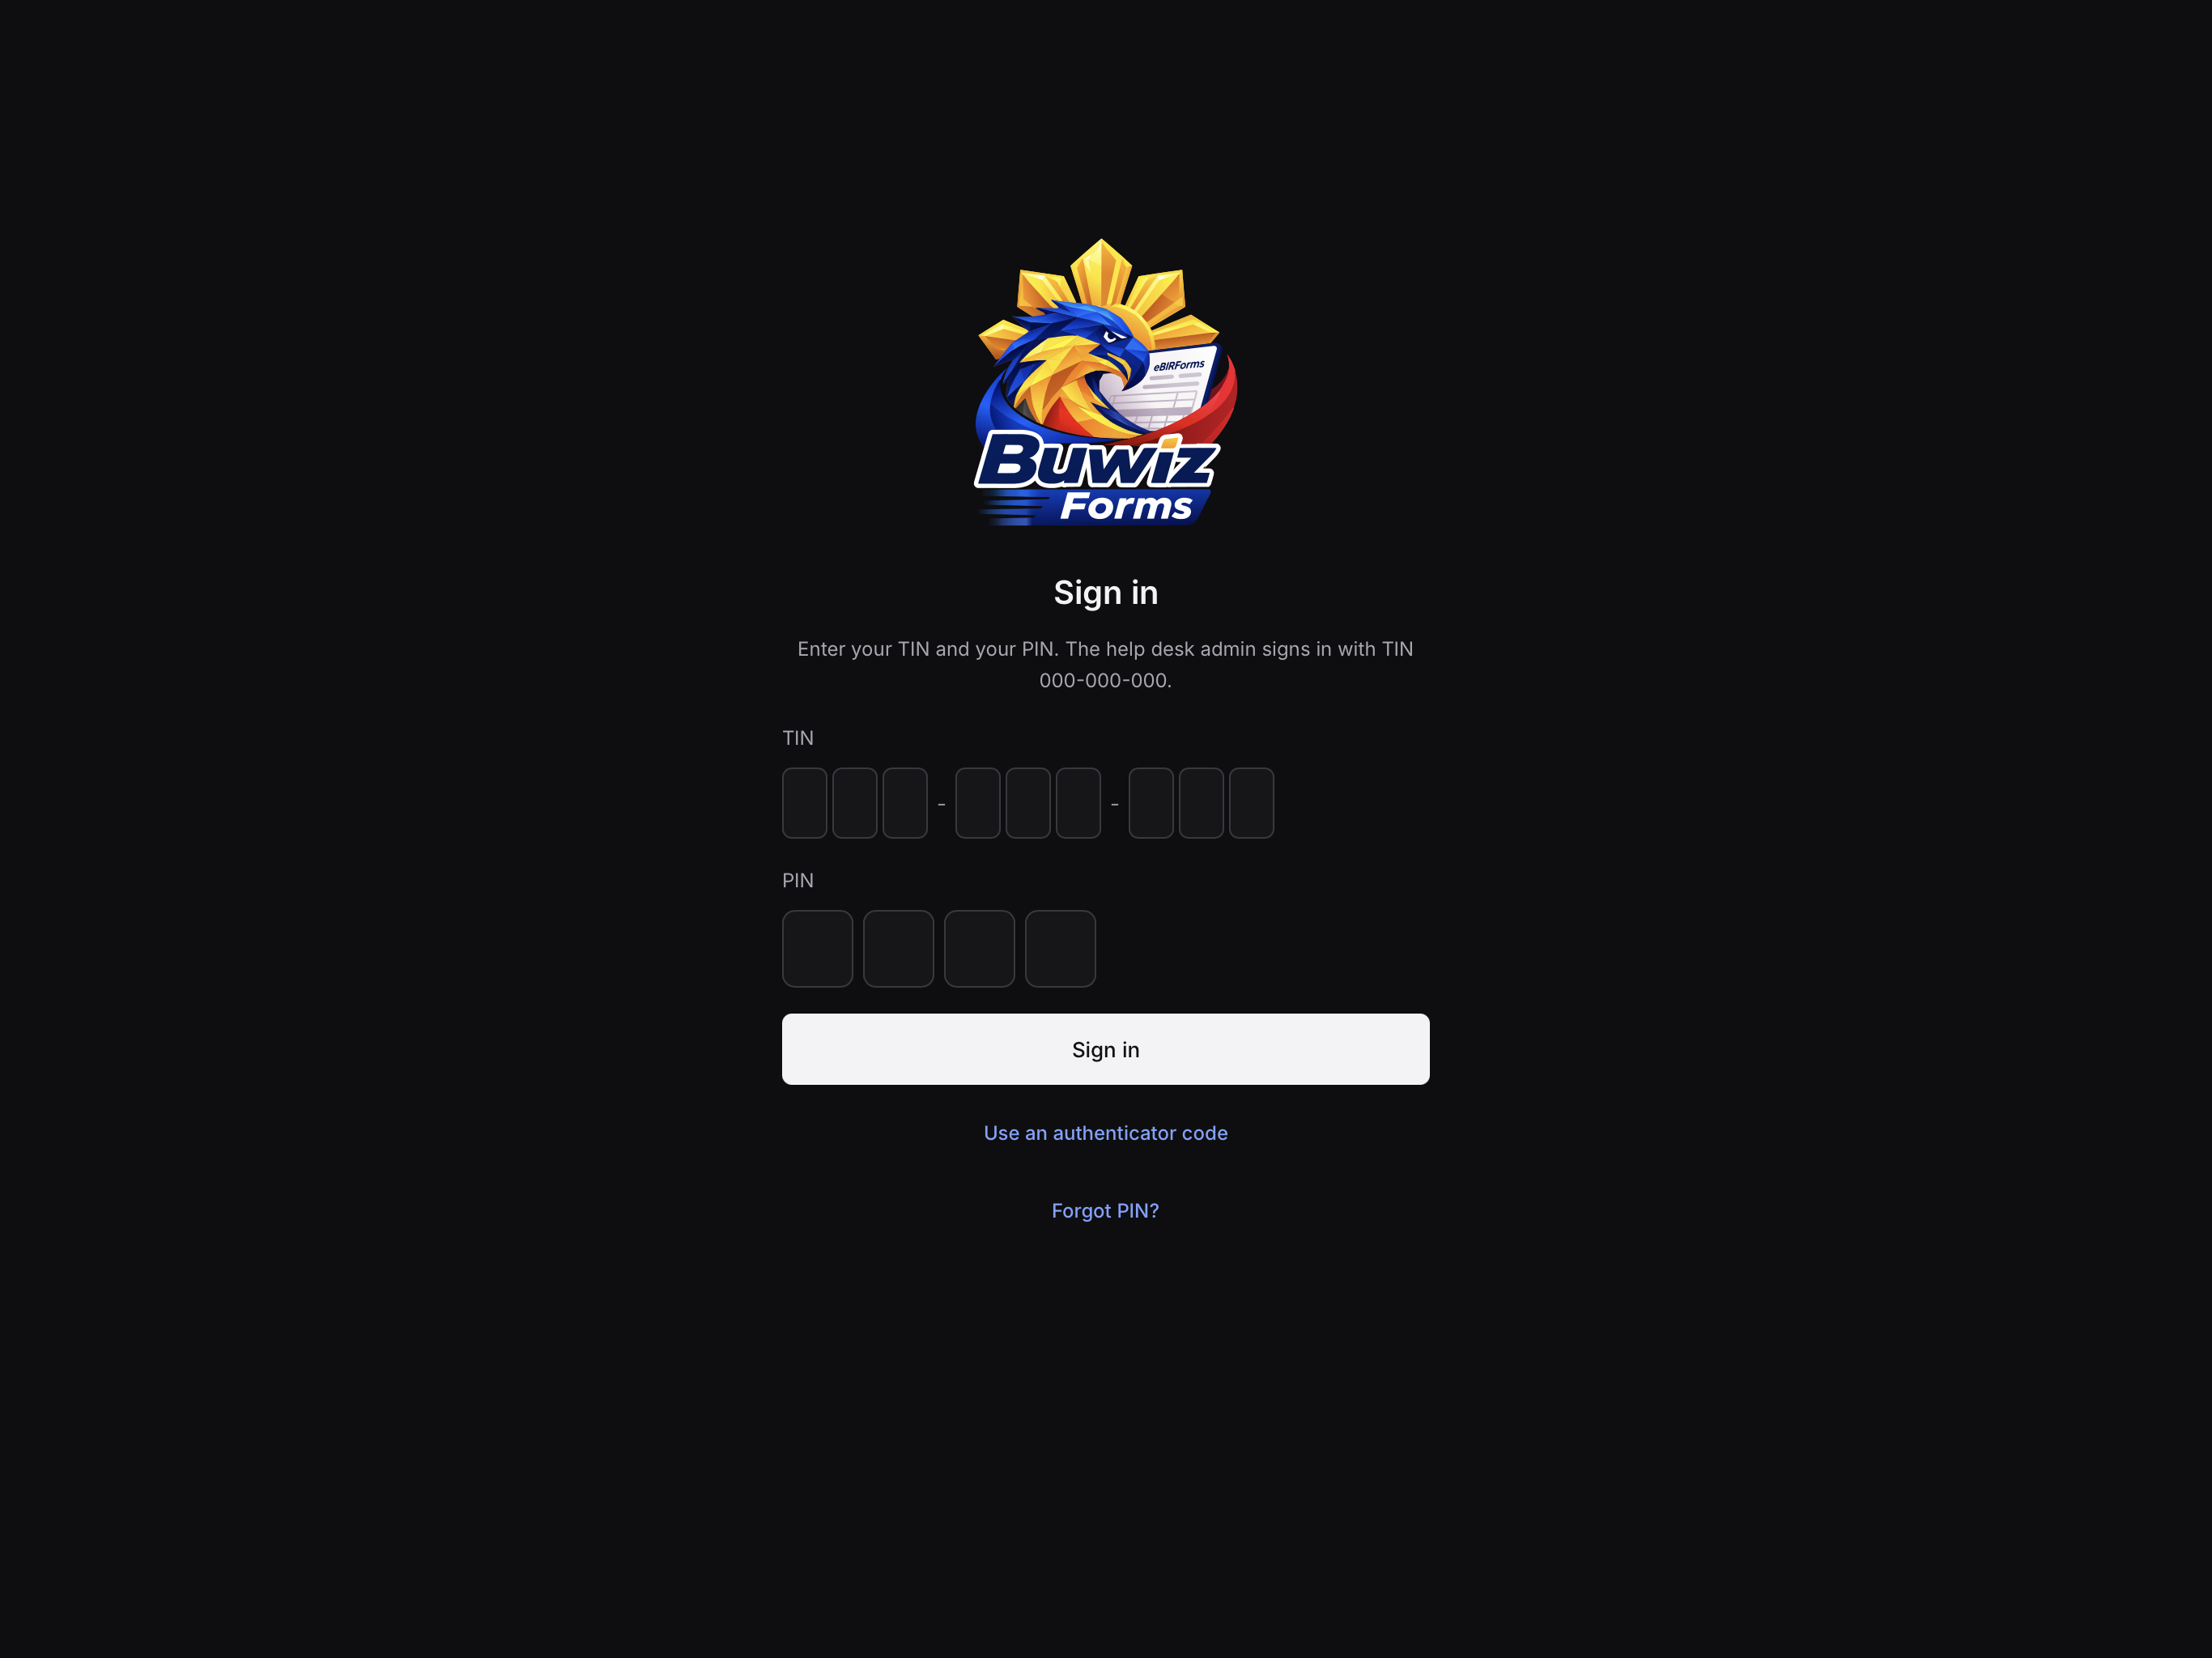 eBIRForms
Buwiz
Forms
Sign in
Enter your TIN and your PIN. The help desk admin signs in with TIN
000-000-000.
TIN
- -
PIN
Sign in
Use an authenticator code
Forgot PIN?